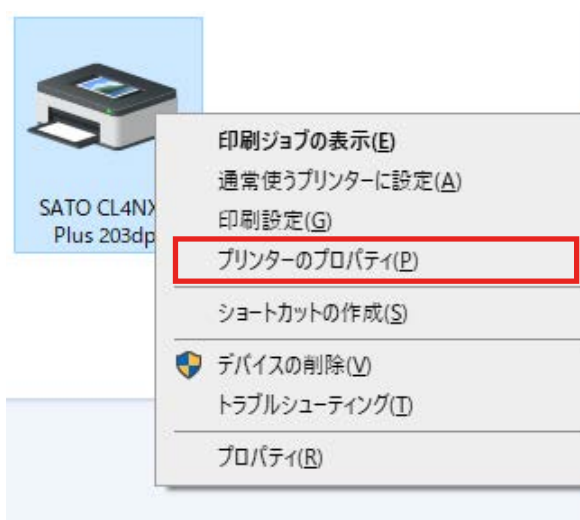 SATO CL4NX
Plus 203dp
印刷ジョブの表示(E)
通常使うプリンターに設定(A)
印刷設定(G)
プリンターのプロパティ(P)
ショートカットの作成(S)
デバイスの削除(V)
トラブルシューティング(T)
プロパティ(R)